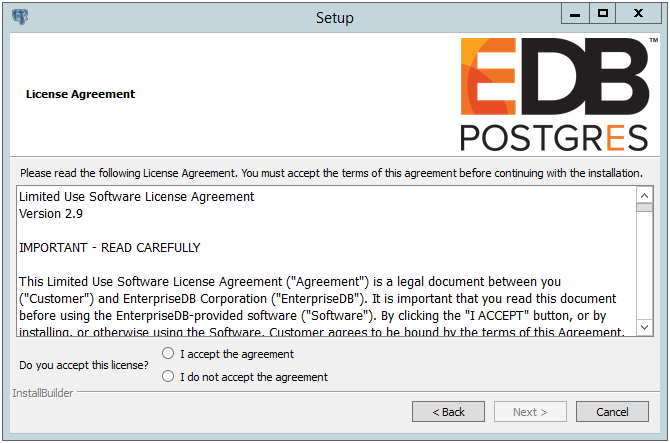 Setup
EDB™
POSTGRES
License Agreement
Please read the following License Agreement. You must accept the terms of this agreement before continuing with the installation.
Limited Use Software License Agreement
Version 2.9
IMPORTANT - READ CAREFULLY
This Limited Use Software License Agreement ("Agreement") is a legal document between you
("Customer") and EnterpriseDB Corporation ("EnterpriseDB"). It is important that you read this document
before using the EnterpriseDB-provided software ("Software"). By clicking the "I ACCEPT" button, or by
installing, or otherwise using the Software, Customer agrees to be bound by the terms of this Agreement.
Do you accept this license?
I accept the agreement
I do not accept the agreement
InstallBuilder
< Back
Next >
Cancel